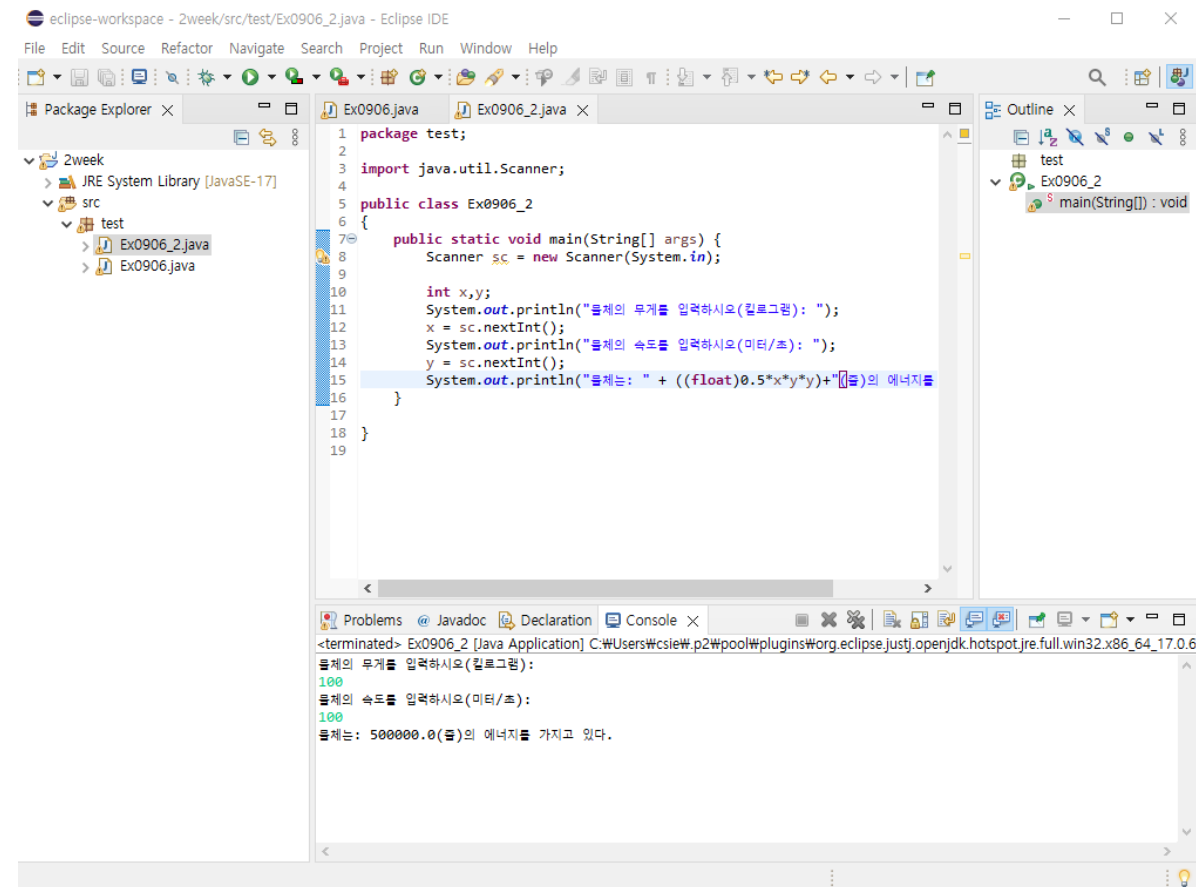 eclipse-workspace - 2week/src/test/Ex0906_2.java - Eclipse IDE
File Edit Source Refactor Navigate Search Project Run Window Help
Package Explorer
2week
JRE System Library [JavaSE-17]
src
test
Ex0906_2.java
Ex0906.java
Ex0906.java Ex0906_2.java
1 package test;
2
3 import java.util.Scanner;
4
5 public class Ex0906_2
6 {
7 public static void main(String[] args) {
8 Scanner sc = new Scanner(System.in);
9
10 int x,y;
11 System.out.println("물체의 무게를 입력하시오(킬로그램): ");
12 x = sc.nextInt();
13 System.out.println("물체의 속도를 입력하시오(미터/초): ");
14 y = sc.nextInt();
15 System.out.println("물체는: " + ((float)0.5*x*y*y)+"(줄)의 에너지를
16 }
17
18 }
19
Outline
test
Ex0906_2
main(String[]) : void
Problems @ Javadoc Declaration Console
<terminated> Ex0906_2 [Java Application] C:₩Users₩csie₩.p2₩pool₩plugins₩org.eclipse.justj.openjdk.hotspot.jre.full.win32.x86_64_17.0.6
물체의 무게를 입력하시오(킬로그램):
100
물체의 속도를 입력하시오(미터/초):
100
물체는: 500000.0(줄)의 에너지를 가지고 있다.